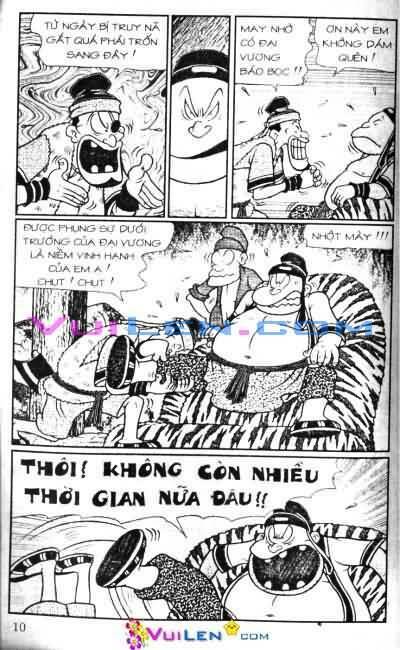 TỪ NGÀY BỊ TRUY NÃ
GẮT QUÁ PHẢI TRỐN
SANG ĐÂY!
MAY NHỜ
CÓ ĐẠI
VƯƠNG
BẢO BỌC!!
ƠN NÀY EM
KHÔNG DÁM
QUÊN!
ĐƯỢC PHỤNG SỰ DƯỚI
TRƯỚNG CỦA ĐẠI VƯƠNG
LÀ NIỀM VINH HẠNH
CỦA EM Ạ!
CHỤT! CHỤT!
NHỘT MÀY!!!
VUILEN.COM
THÔI! KHÔNG CÒN NHIỀU
THỜI GIAN NỮA ĐÂU!!
10
VUILEN.COM